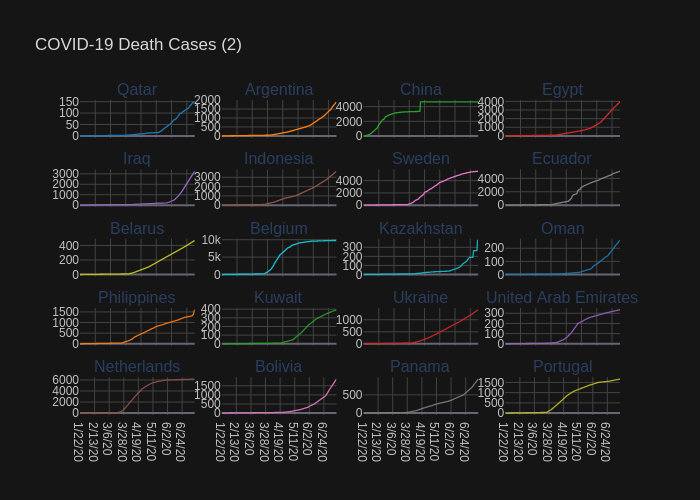 COVID-19 Death Cases (2)
Qatar Argentina China Egypt
150 100 50 0
2000 1500 1000 500 0
4000 2000 0
4000 3000 2000 1000 0
Iraq Indonesia Sweden Ecuador
3000 2000 1000 0
3000 2000 1000 0
4000 2000 0
4000 2000 0
Belarus Belgium Kazakhstan Oman
400 200 0
10k 5k 0
300 200 100 0
200 100 0
Philippines Kuwait Ukraine United Arab Emirates
1500 1000 500 0
400 300 200 100 0
1000 500 0
300 200 100 0
Netherlands Bolivia Panama Portugal
6000 4000 2000 0
1500 1000 500 0
500 0
1500 1000 500 0
1/22/20 2/13/20 3/6/20 3/28/20 4/19/20 5/11/20 6/2/20 6/24/20
1/22/20 2/13/20 3/6/20 3/28/20 4/19/20 5/11/20 6/2/20 6/24/20
1/22/20 2/13/20 3/6/20 3/28/20 4/19/20 5/11/20 6/2/20 6/24/20
1/22/20 2/13/20 3/6/20 3/28/20 4/19/20 5/11/20 6/2/20 6/24/20